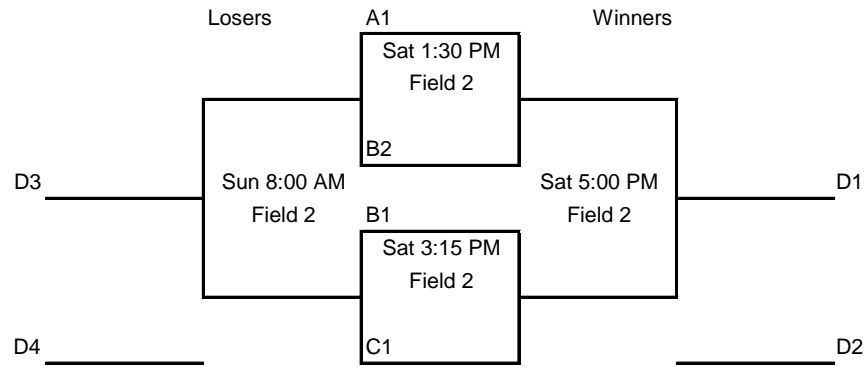 Losers
A1
Winners
Sat 1:30 PM
Field 2
B2
D3
Sun 8:00 AM
Field 2
Sat 5:00 PM
Field 2
D1
B1
Sat 3:15 PM
Field 2
D4
C1
D2